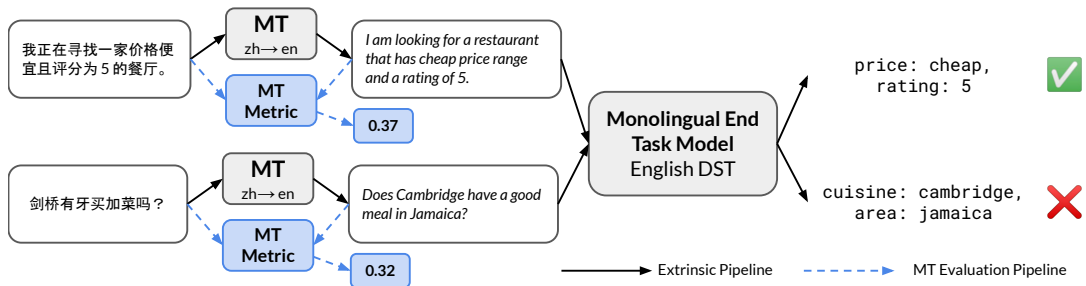 我正在寻找一家价格便
宜且评分为 5 的餐厅。
MT
zh→ en
I am looking for a restaurant
that has cheap price range
and a rating of 5.
MT
Metric
0.37
剑桥有牙买加菜吗？
MT
zh→ en
Does Cambridge have a good
meal in Jamaica?
MT
Metric
0.32
Monolingual End
Task Model
English DST
price: cheap,
rating: 5
cuisine: cambridge,
area: jamaica
Extrinsic Pipeline
MT Evaluation Pipeline